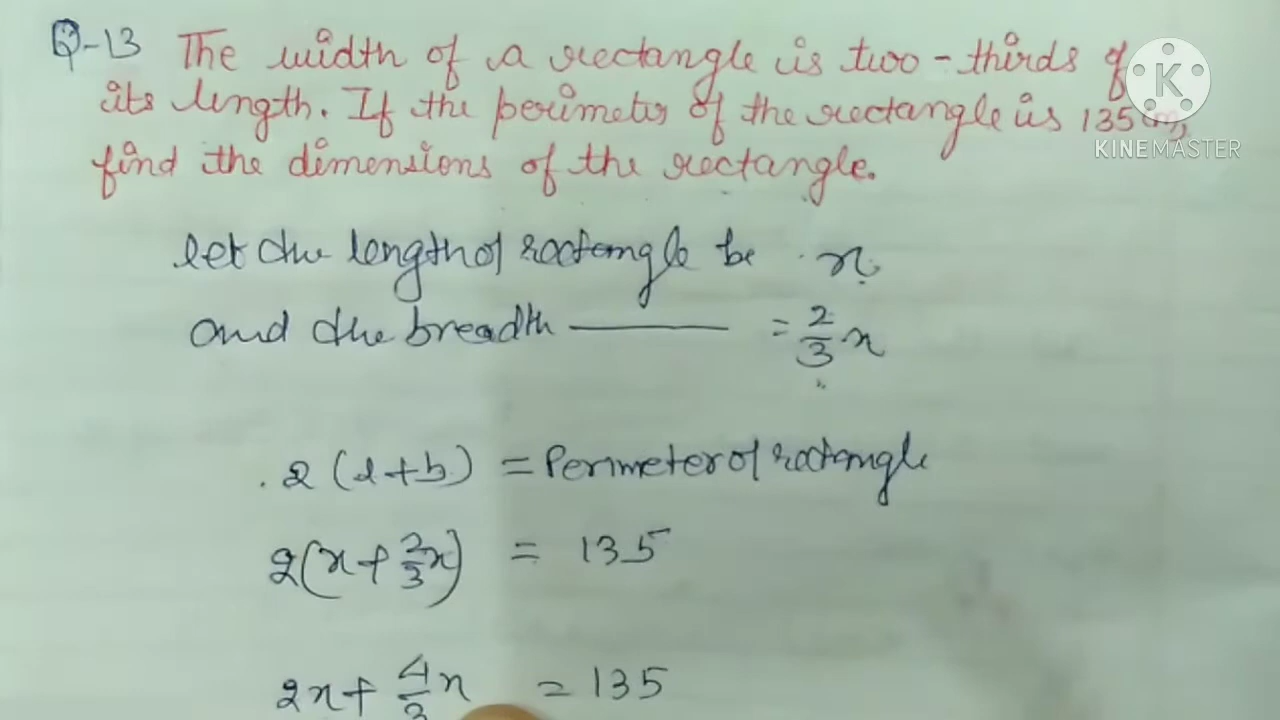 Q-13 The width of a rectangle is two-thirds of
its length. If the perimeter of the rectangle is 135 cm,
find the dimensions of the rectangle.
K
KINEMASTER
let the length of rectangle be x
and the breadth ——— = 2/3 x
2(l+b) = Perimeter of rectangle
2(x+2/3x) = 135
2x+4/3x = 135